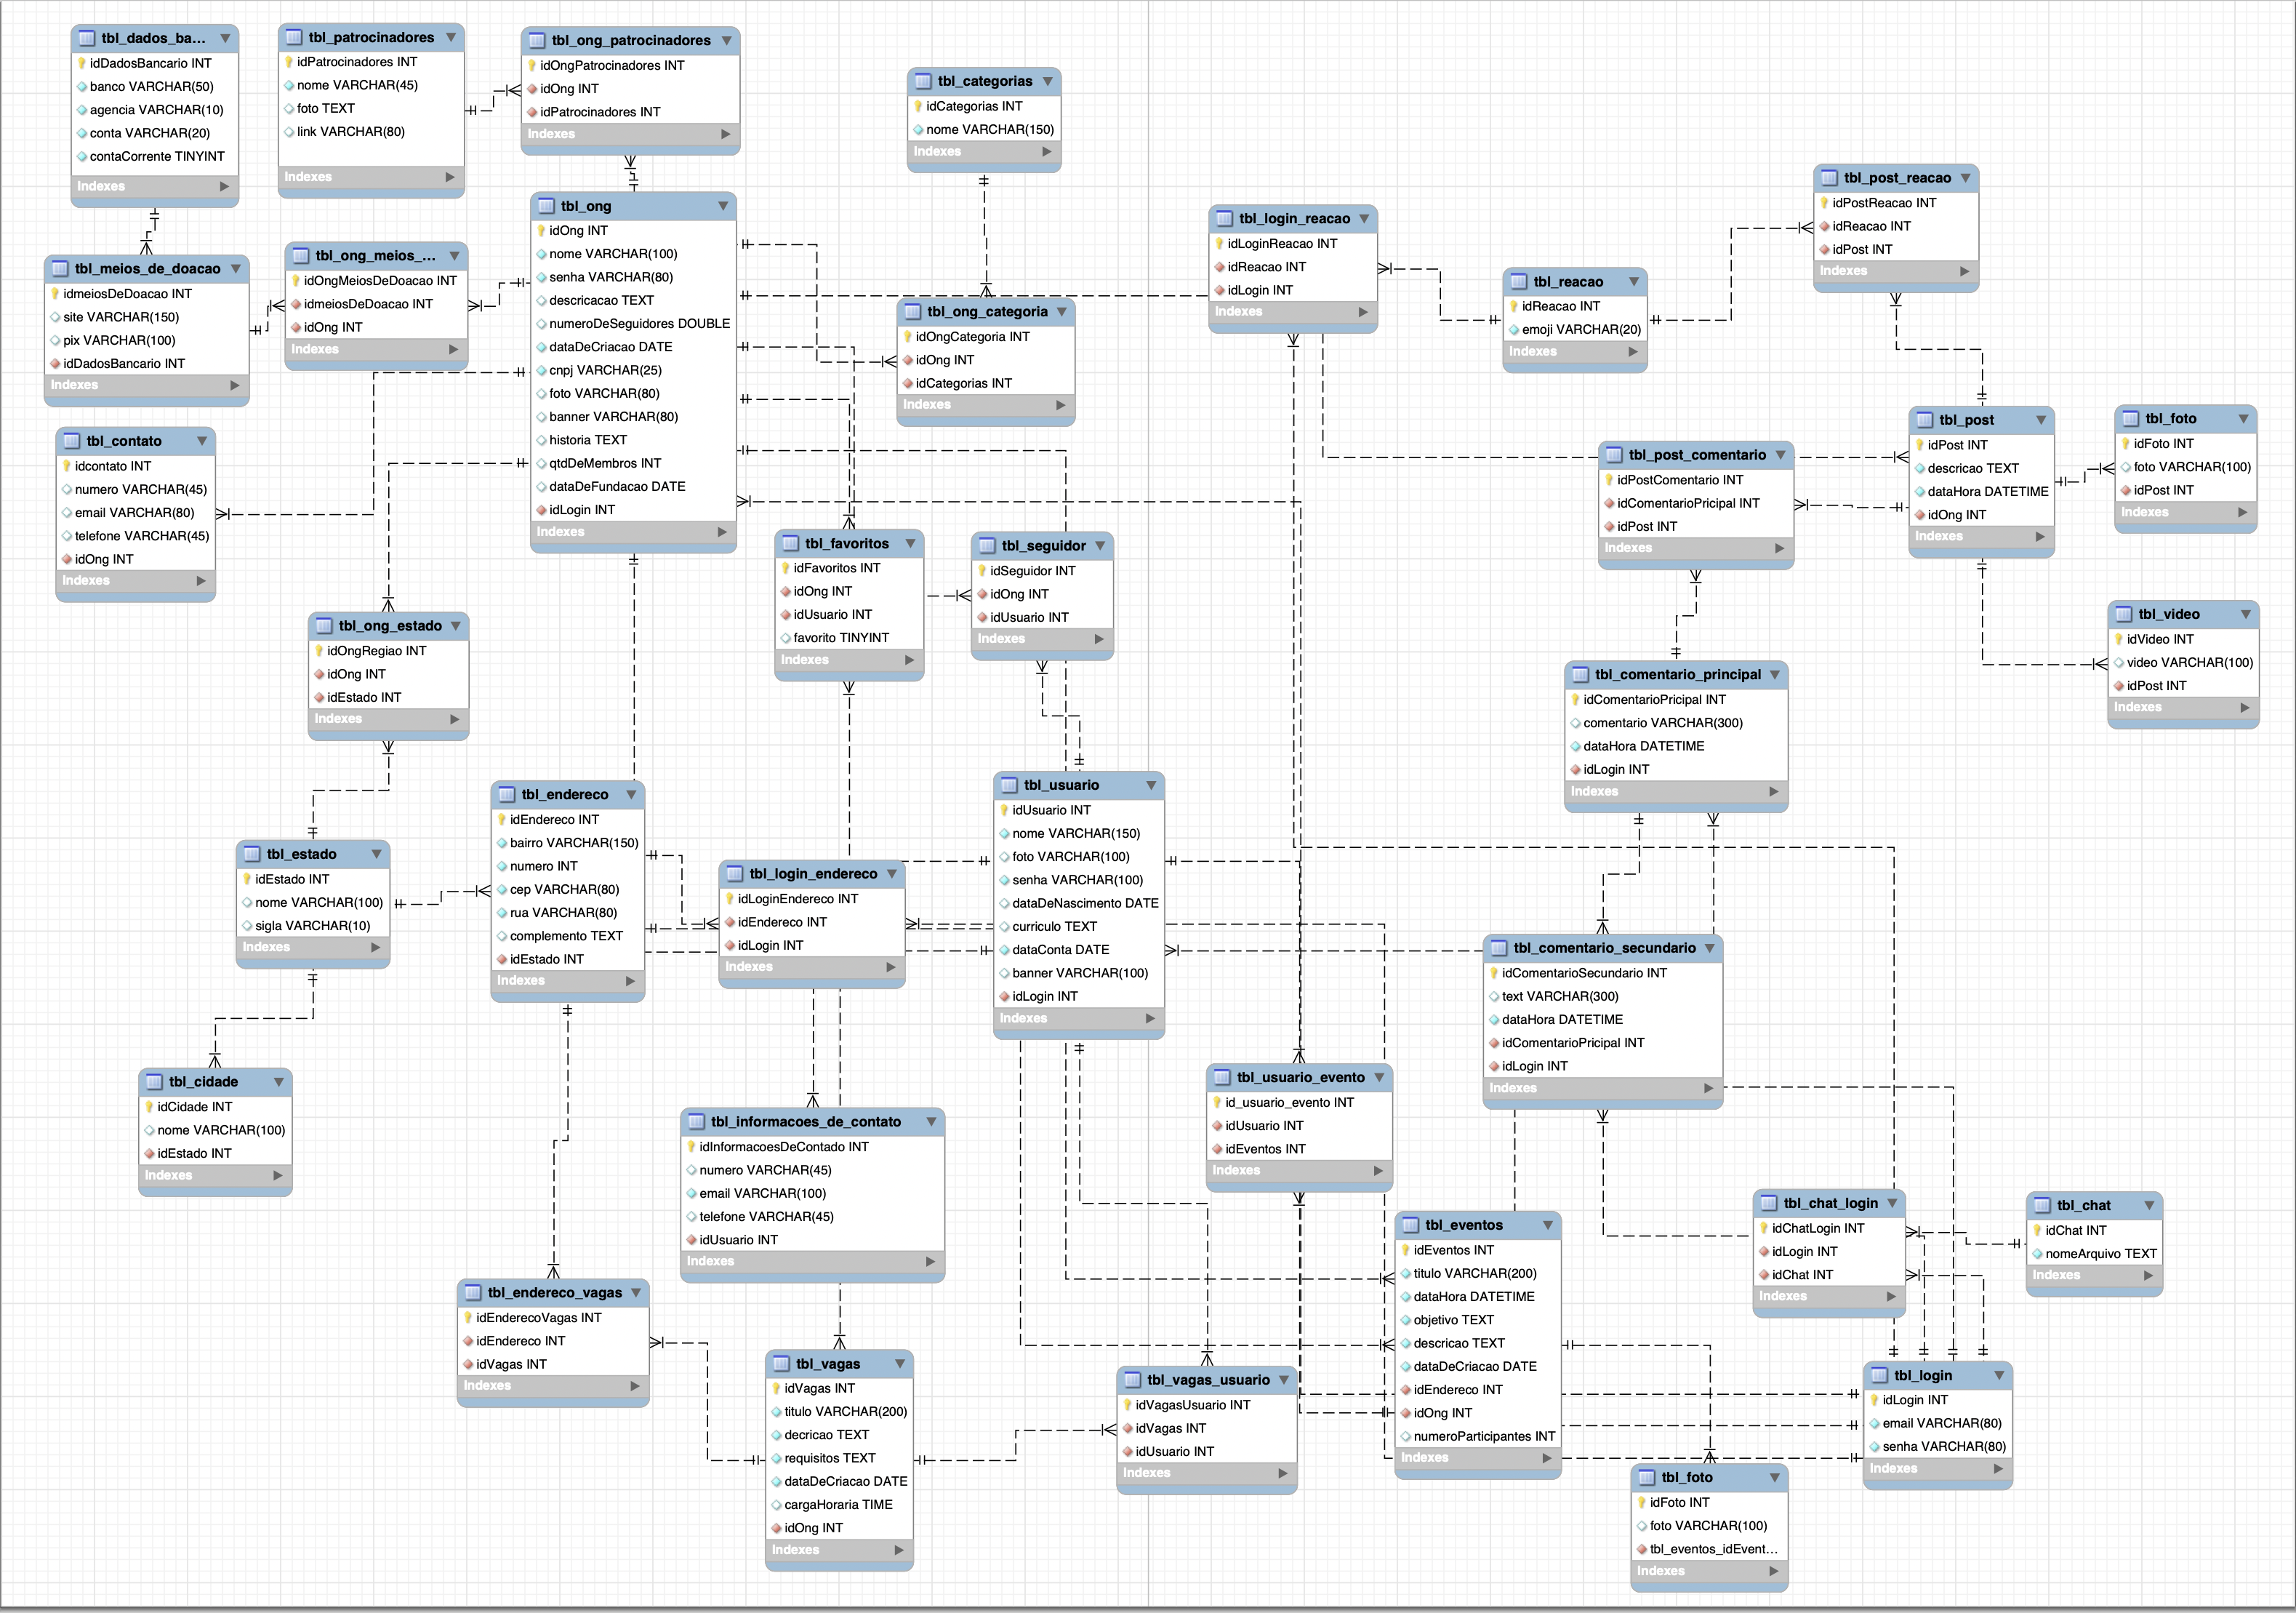 tbl_dados_ba...
idDadosBancario INT
banco VARCHAR(50)
agencia VARCHAR(10)
conta VARCHAR(20)
contaCorrente TINYINT
Indexes
tbl_patrocinadores
idPatrocinadores INT
nome VARCHAR(45)
foto TEXT
link VARCHAR(80)
Indexes
tbl_ong_patrocinadores
idOngPatrocinadores INT
idOng INT
idPatrocinadores INT
Indexes
tbl_categorias
idCategorias INT
nome VARCHAR(150)
Indexes
tbl_post_reacao
idPostReacao INT
idReacao INT
idPost INT
Indexes
tbl_ong
idOng INT
nome VARCHAR(100)
senha VARCHAR(80)
descricacao TEXT
numeroDeSeguidores DOUBLE
dataDeCriacao DATE
cnpj VARCHAR(25)
foto VARCHAR(80)
banner VARCHAR(80)
historia TEXT
qtdDeMembros INT
dataDeFundacao DATE
idLogin INT
Indexes
tbl_login_reacao
idLoginReacao INT
idReacao INT
idLogin INT
Indexes
tbl_meios_de_doacao
idmeiosDeDoacao INT
site VARCHAR(150)
pix VARCHAR(100)
idDadosBancario INT
Indexes
tbl_ong_meios_...
idOngMeiosDeDoacao INT
idmeiosDeDoacao INT
idOng INT
Indexes
tbl_reacao
idReacao INT
emoji VARCHAR(20)
Indexes
tbl_ong_categoria
idOngCategoria INT
idOng INT
idCategorias INT
Indexes
tbl_contato
idcontato INT
numero VARCHAR(45)
email VARCHAR(80)
telefone VARCHAR(45)
idOng INT
Indexes
tbl_post_comentario
idPostComentario INT
idComentarioPricipal INT
idPost INT
Indexes
tbl_post
idPost INT
descricao TEXT
dataHora DATETIME
idOng INT
Indexes
tbl_foto
idFoto INT
foto VARCHAR(100)
idPost INT
Indexes
tbl_favoritos
idFavoritos INT
idOng INT
idUsuario INT
favorito TINYINT
Indexes
tbl_seguidor
idSeguidor INT
idOng INT
idUsuario INT
Indexes
tbl_ong_estado
idOngRegiao INT
idOng INT
idEstado INT
Indexes
tbl_video
idVideo INT
video VARCHAR(100)
idPost INT
Indexes
tbl_comentario_principal
idComentarioPricipal INT
comentario VARCHAR(300)
dataHora DATETIME
idLogin INT
Indexes
tbl_endereco
idEndereco INT
bairro VARCHAR(150)
numero INT
cep VARCHAR(80)
rua VARCHAR(80)
complemento TEXT
idEstado INT
Indexes
tbl_usuario
idUsuario INT
nome VARCHAR(150)
foto VARCHAR(100)
senha VARCHAR(100)
dataDeNascimento DATE
curriculo TEXT
dataConta DATE
banner VARCHAR(100)
idLogin INT
Indexes
tbl_estado
idEstado INT
nome VARCHAR(100)
sigla VARCHAR(10)
Indexes
tbl_login_endereco
idLoginEndereco INT
idEndereco INT
idLogin INT
Indexes
tbl_comentario_secundario
idComentarioSecundario INT
text VARCHAR(300)
dataHora DATETIME
idComentarioPricipal INT
idLogin INT
Indexes
tbl_cidade
idCidade INT
nome VARCHAR(100)
idEstado INT
Indexes
tbl_informacoes_de_contato
idInformacoesDeContado INT
numero VARCHAR(45)
email VARCHAR(100)
telefone VARCHAR(45)
idUsuario INT
Indexes
tbl_usuario_evento
id_usuario_evento INT
idUsuario INT
idEventos INT
Indexes
tbl_chat_login
idChatLogin INT
idLogin INT
idChat INT
Indexes
tbl_chat
idChat INT
nomeArquivo TEXT
Indexes
tbl_eventos
idEventos INT
titulo VARCHAR(200)
dataHora DATETIME
objetivo TEXT
descricao TEXT
dataDeCriacao DATE
idEndereco INT
idOng INT
numeroParticipantes INT
Indexes
tbl_endereco_vagas
idEnderecoVagas INT
idEndereco INT
idVagas INT
Indexes
tbl_vagas
idVagas INT
titulo VARCHAR(200)
decricao TEXT
requisitos TEXT
dataDeCriacao DATE
cargaHoraria TIME
idOng INT
Indexes
tbl_vagas_usuario
idVagasUsuario INT
idVagas INT
idUsuario INT
Indexes
tbl_login
idLogin INT
email VARCHAR(80)
senha VARCHAR(80)
Indexes
tbl_foto
idFoto INT
foto VARCHAR(100)
tbl_eventos_idEvent...
Indexes